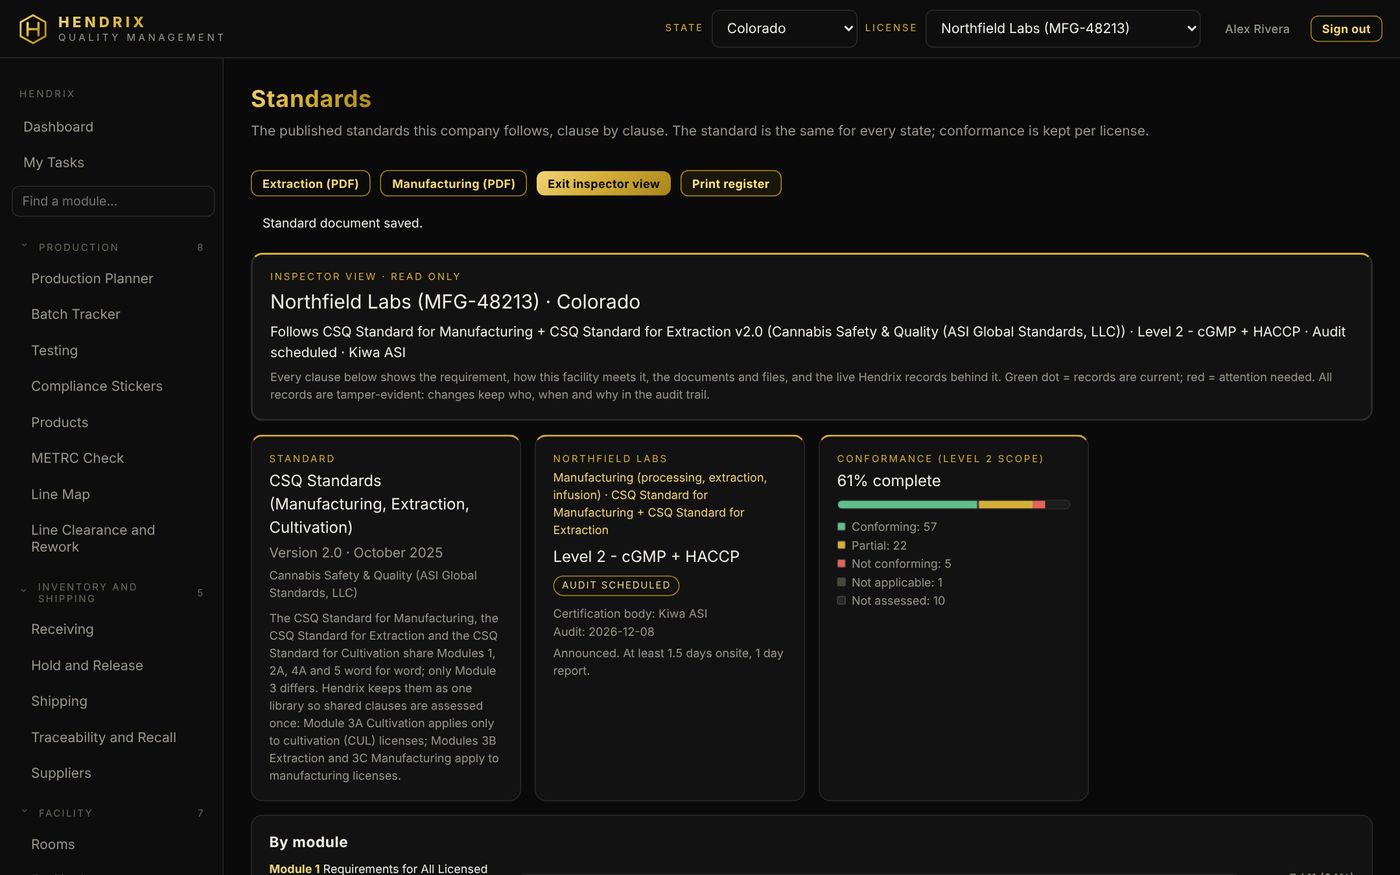 HENDRIX
QUALITY MANAGEMENT
STATE
Colorado
LICENSE
Northfield Labs (MFG-48213)
Alex Rivera
Sign out
HENDRIX
Dashboard
My Tasks
Find a module...
PRODUCTION 8
Production Planner
Batch Tracker
Testing
Compliance Stickers
Products
METRC Check
Line Map
Line Clearance and
Rework
INVENTORY AND
SHIPPING 5
Receiving
Hold and Release
Shipping
Traceability and Recall
Suppliers
FACILITY 7
Rooms
Standards
The published standards this company follows, clause by clause. The standard is the same for every state; conformance is kept per license.
Extraction (PDF)
Manufacturing (PDF)
Exit inspector view
Print register
Standard document saved.
INSPECTOR VIEW · READ ONLY
Northfield Labs (MFG-48213) · Colorado
Follows CSQ Standard for Manufacturing + CSQ Standard for Extraction v2.0 (Cannabis Safety & Quality (ASI Global Standards, LLC)) · Level 2 - cGMP + HACCP · Audit
scheduled · Kiwa ASI
Every clause below shows the requirement, how this facility meets it, the documents and files, and the live Hendrix records behind it. Green dot = records are current; red = attention needed. All
records are tamper-evident: changes keep who, when and why in the audit trail.
STANDARD
CSQ Standards
(Manufacturing, Extraction,
Cultivation)
Version 2.0 · October 2025
Cannabis Safety & Quality (ASI Global
Standards, LLC)
The CSQ Standard for Manufacturing, the
CSQ Standard for Extraction and the CSQ
Standard for Cultivation share Modules 1,
2A, 4A and 5 word for word; only Module
3 differs. Hendrix keeps them as one
library so shared clauses are assessed
once: Module 3A Cultivation applies only
to cultivation (CUL) licenses; Modules 3B
Extraction and 3C Manufacturing apply to
manufacturing licenses.
NORTHFIELD LABS
Manufacturing (processing, extraction,
infusion) · CSQ Standard for
Manufacturing + CSQ Standard for
Extraction
Level 2 - cGMP + HACCP
AUDIT SCHEDULED
Certification body: Kiwa ASI
Audit: 2026-12-08
Announced. At least 1.5 days onsite, 1 day
report.
CONFORMANCE (LEVEL 2 SCOPE)
61% complete
Conforming: 57
Partial: 22
Not conforming: 5
Not applicable: 1
Not assessed: 10
By module
Module 1 Requirements for All Licensed